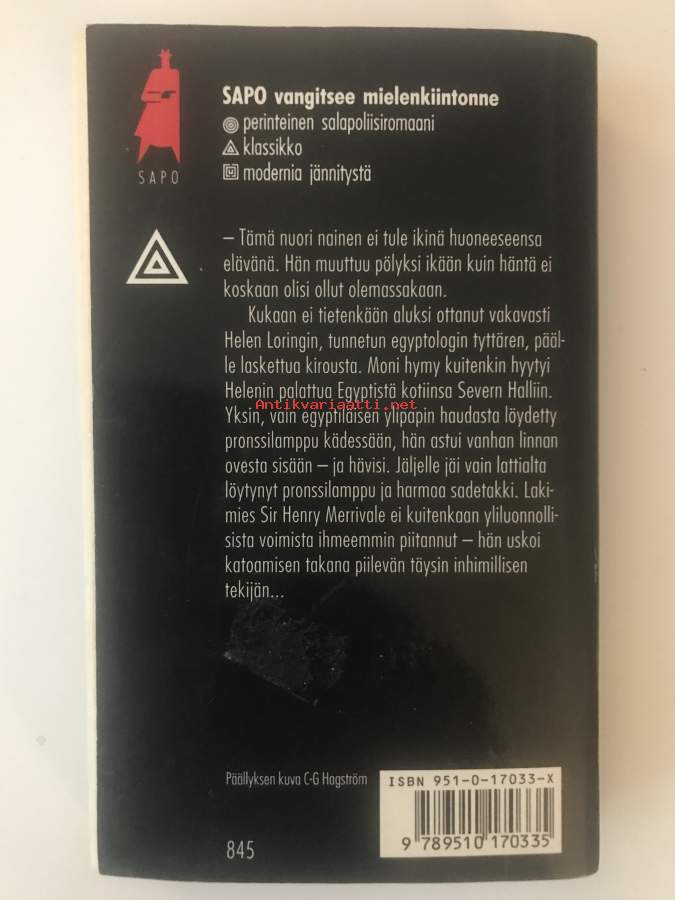 SAPO vangitsee mielenkiintonne
perinteinen salapoliisiromaani
klassikko
modernia jännitystä
SAPO
– Tämä nuori nainen ei tule ikinä huoneeseensa
elävänä. Hän muuttuu pölyksi ikään kuin häntä ei
koskaan olisi ollut olemassakaan.
Kukaan ei tietenkään aluksi ottanut vakavasti
Helen Loringin, tunnetun egyptologin tyttären, pääl-
le laskettua kirousta. Moni hymy kuitenkin hyytyi
Helenin palattua Egyptistä kotiinsa Severn Halliin.
Antikvariaatti.net
Yksin, vain egyptiläisen ylipapin haudasta löydetty
pronssilamppu kädessään, hän astui vanhan linnan
ovesta sisään – ja hävisi. Jäljelle jäi vain lattialta
löytynyt pronssilamppu ja harmaa sadetakki. Laki-
mies Sir Henry Merrivale ei kuitenkaan yliluonnolli-
sista voimista ihmeemmin piitannut – hän uskoi
katoamisen takana piilevän täysin inhimillisen
tekijän...
Päällyksen kuva C-G Hagström
ISBN 951-0-17033-X
9 789510 170335
845